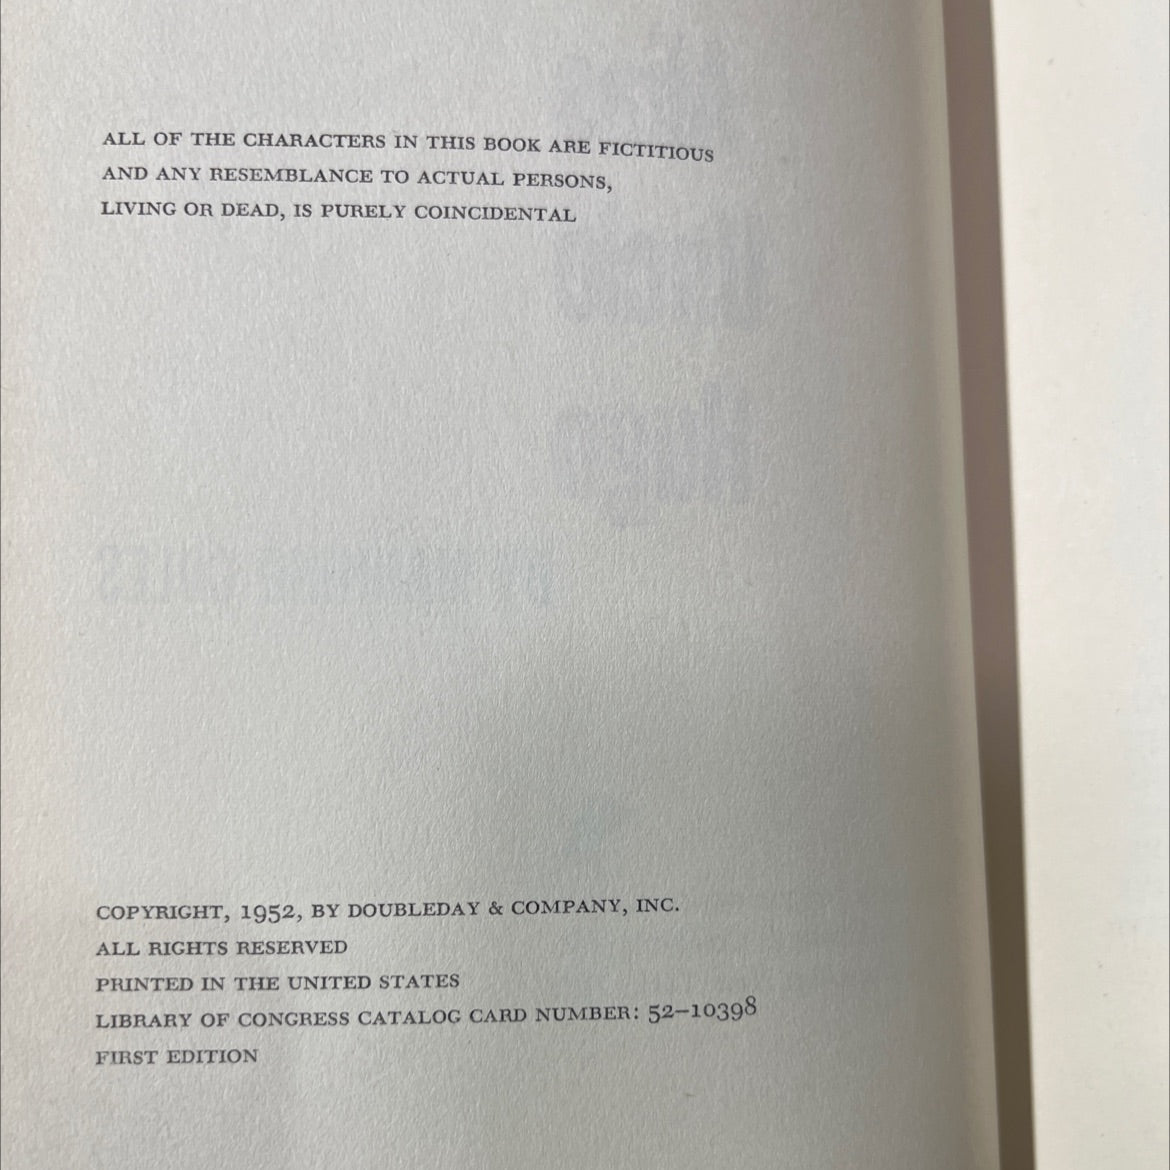 ALL OF THE CHARACTERS IN THIS BOOK ARE FICTITIOUS
AND ANY RESEMBLANCE TO ACTUAL PERSONS,
LIVING OR DEAD, IS PURELY COINCIDENTAL
COPYRIGHT, 1952, BY DOUBLEDAY & COMPANY, INC.
ALL RIGHTS RESERVED
PRINTED IN THE UNITED STATES
LIBRARY OF CONGRESS CATALOG CARD NUMBER: 52–10398
FIRST EDITION